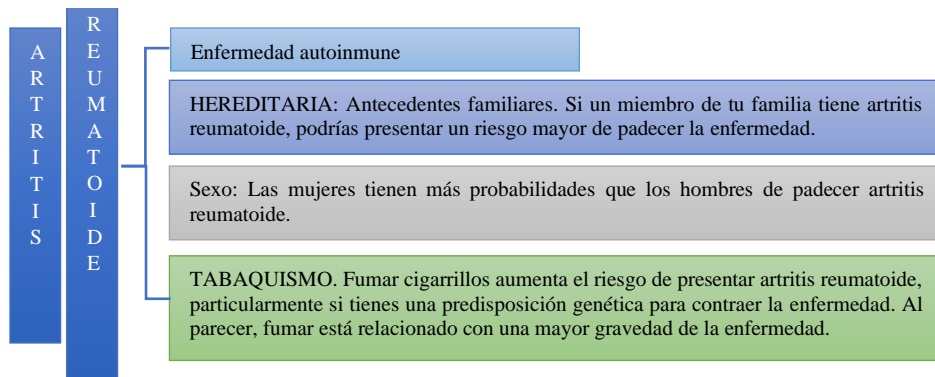 ARTRITIS
REUMATOIDE
Enfermedad autoinmune
HEREDITARIA: Antecedentes familiares. Si un miembro de tu familia tiene artritis
reumatoide, podrías presentar un riesgo mayor de padecer la enfermedad.
Sexo: Las mujeres tienen más probabilidades que los hombres de padecer artritis
reumatoide.
TABAQUISMO. Fumar cigarrillos aumenta el riesgo de presentar artritis reumatoide,
particularmente si tienes una predisposición genética para contraer la enfermedad. Al
parecer, fumar está relacionado con una mayor gravedad de la enfermedad.